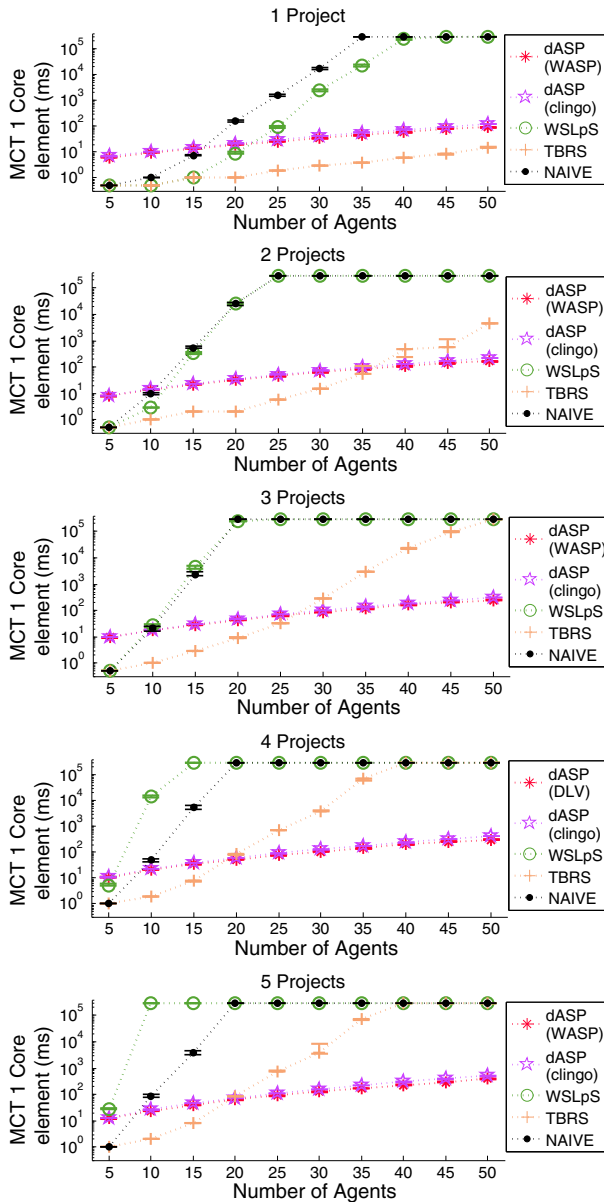 1 Project
MCT 1 Core
element (ms)
10^5
10^4
10^3
10^2
10^1
10^0
5 10 15 20 25 30 35 40 45 50
Number of Agents
dASP
(WASP)
dASP
(clingo)
WSLpS
TBRS
NAIVE
2 Projects
MCT 1 Core
element (ms)
10^5
10^4
10^3
10^2
10^1
10^0
5 10 15 20 25 30 35 40 45 50
Number of Agents
dASP
(WASP)
dASP
(clingo)
WSLpS
TBRS
NAIVE
3 Projects
MCT 1 Core
element (ms)
10^5
10^4
10^3
10^2
10^1
10^0
5 10 15 20 25 30 35 40 45 50
Number of Agents
dASP
(WASP)
dASP
(clingo)
WSLpS
TBRS
NAIVE
4 Projects
MCT 1 Core
element (ms)
10^5
10^4
10^3
10^2
10^1
10^0
5 10 15 20 25 30 35 40 45 50
Number of Agents
dASP
(DLV)
dASP
(clingo)
WSLpS
TBRS
NAIVE
5 Projects
MCT 1 Core
element (ms)
10^5
10^4
10^3
10^2
10^1
10^0
5 10 15 20 25 30 35 40 45 50
Number of Agents
dASP
(WASP)
dASP
(clingo)
WSLpS
TBRS
NAIVE